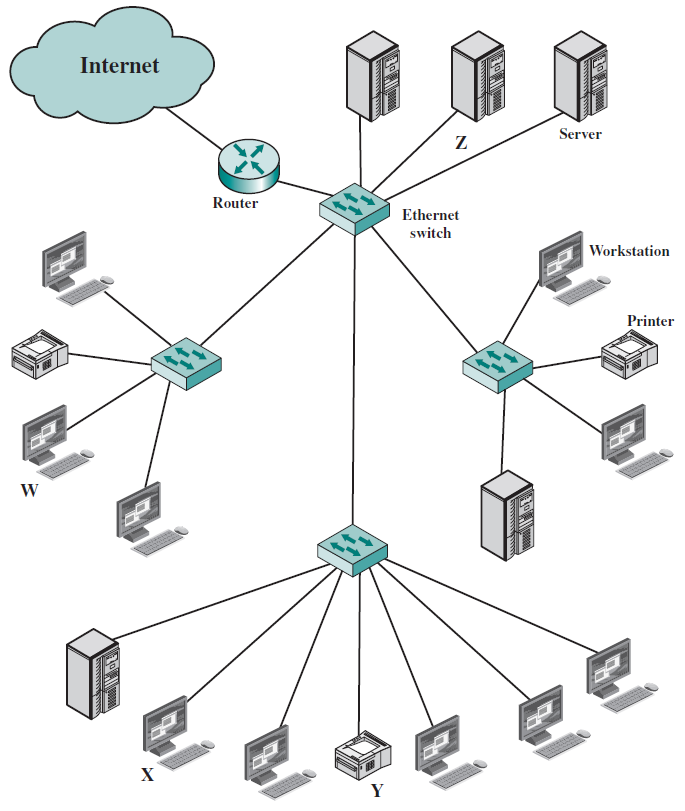 Internet
Z
Server
Router
Ethernet
switch
Workstation
Printer
W
X
Y